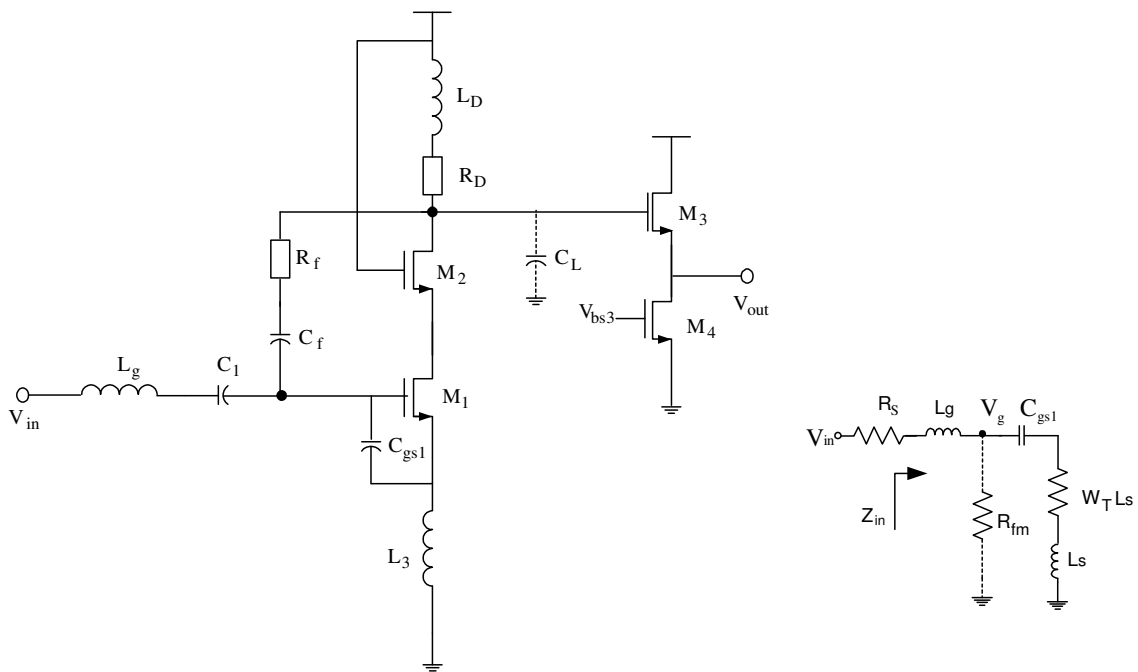 L_D
R_D
M_3
R_f
M_2
C_L
V_out
V_bs3
M_4
C_f
L_g
C_1
M_1
V_in
C_gs1
L_3
R_S
Lg
V_g
C_gs1
V_in
W_T Ls
Z_in
R_fm
Ls